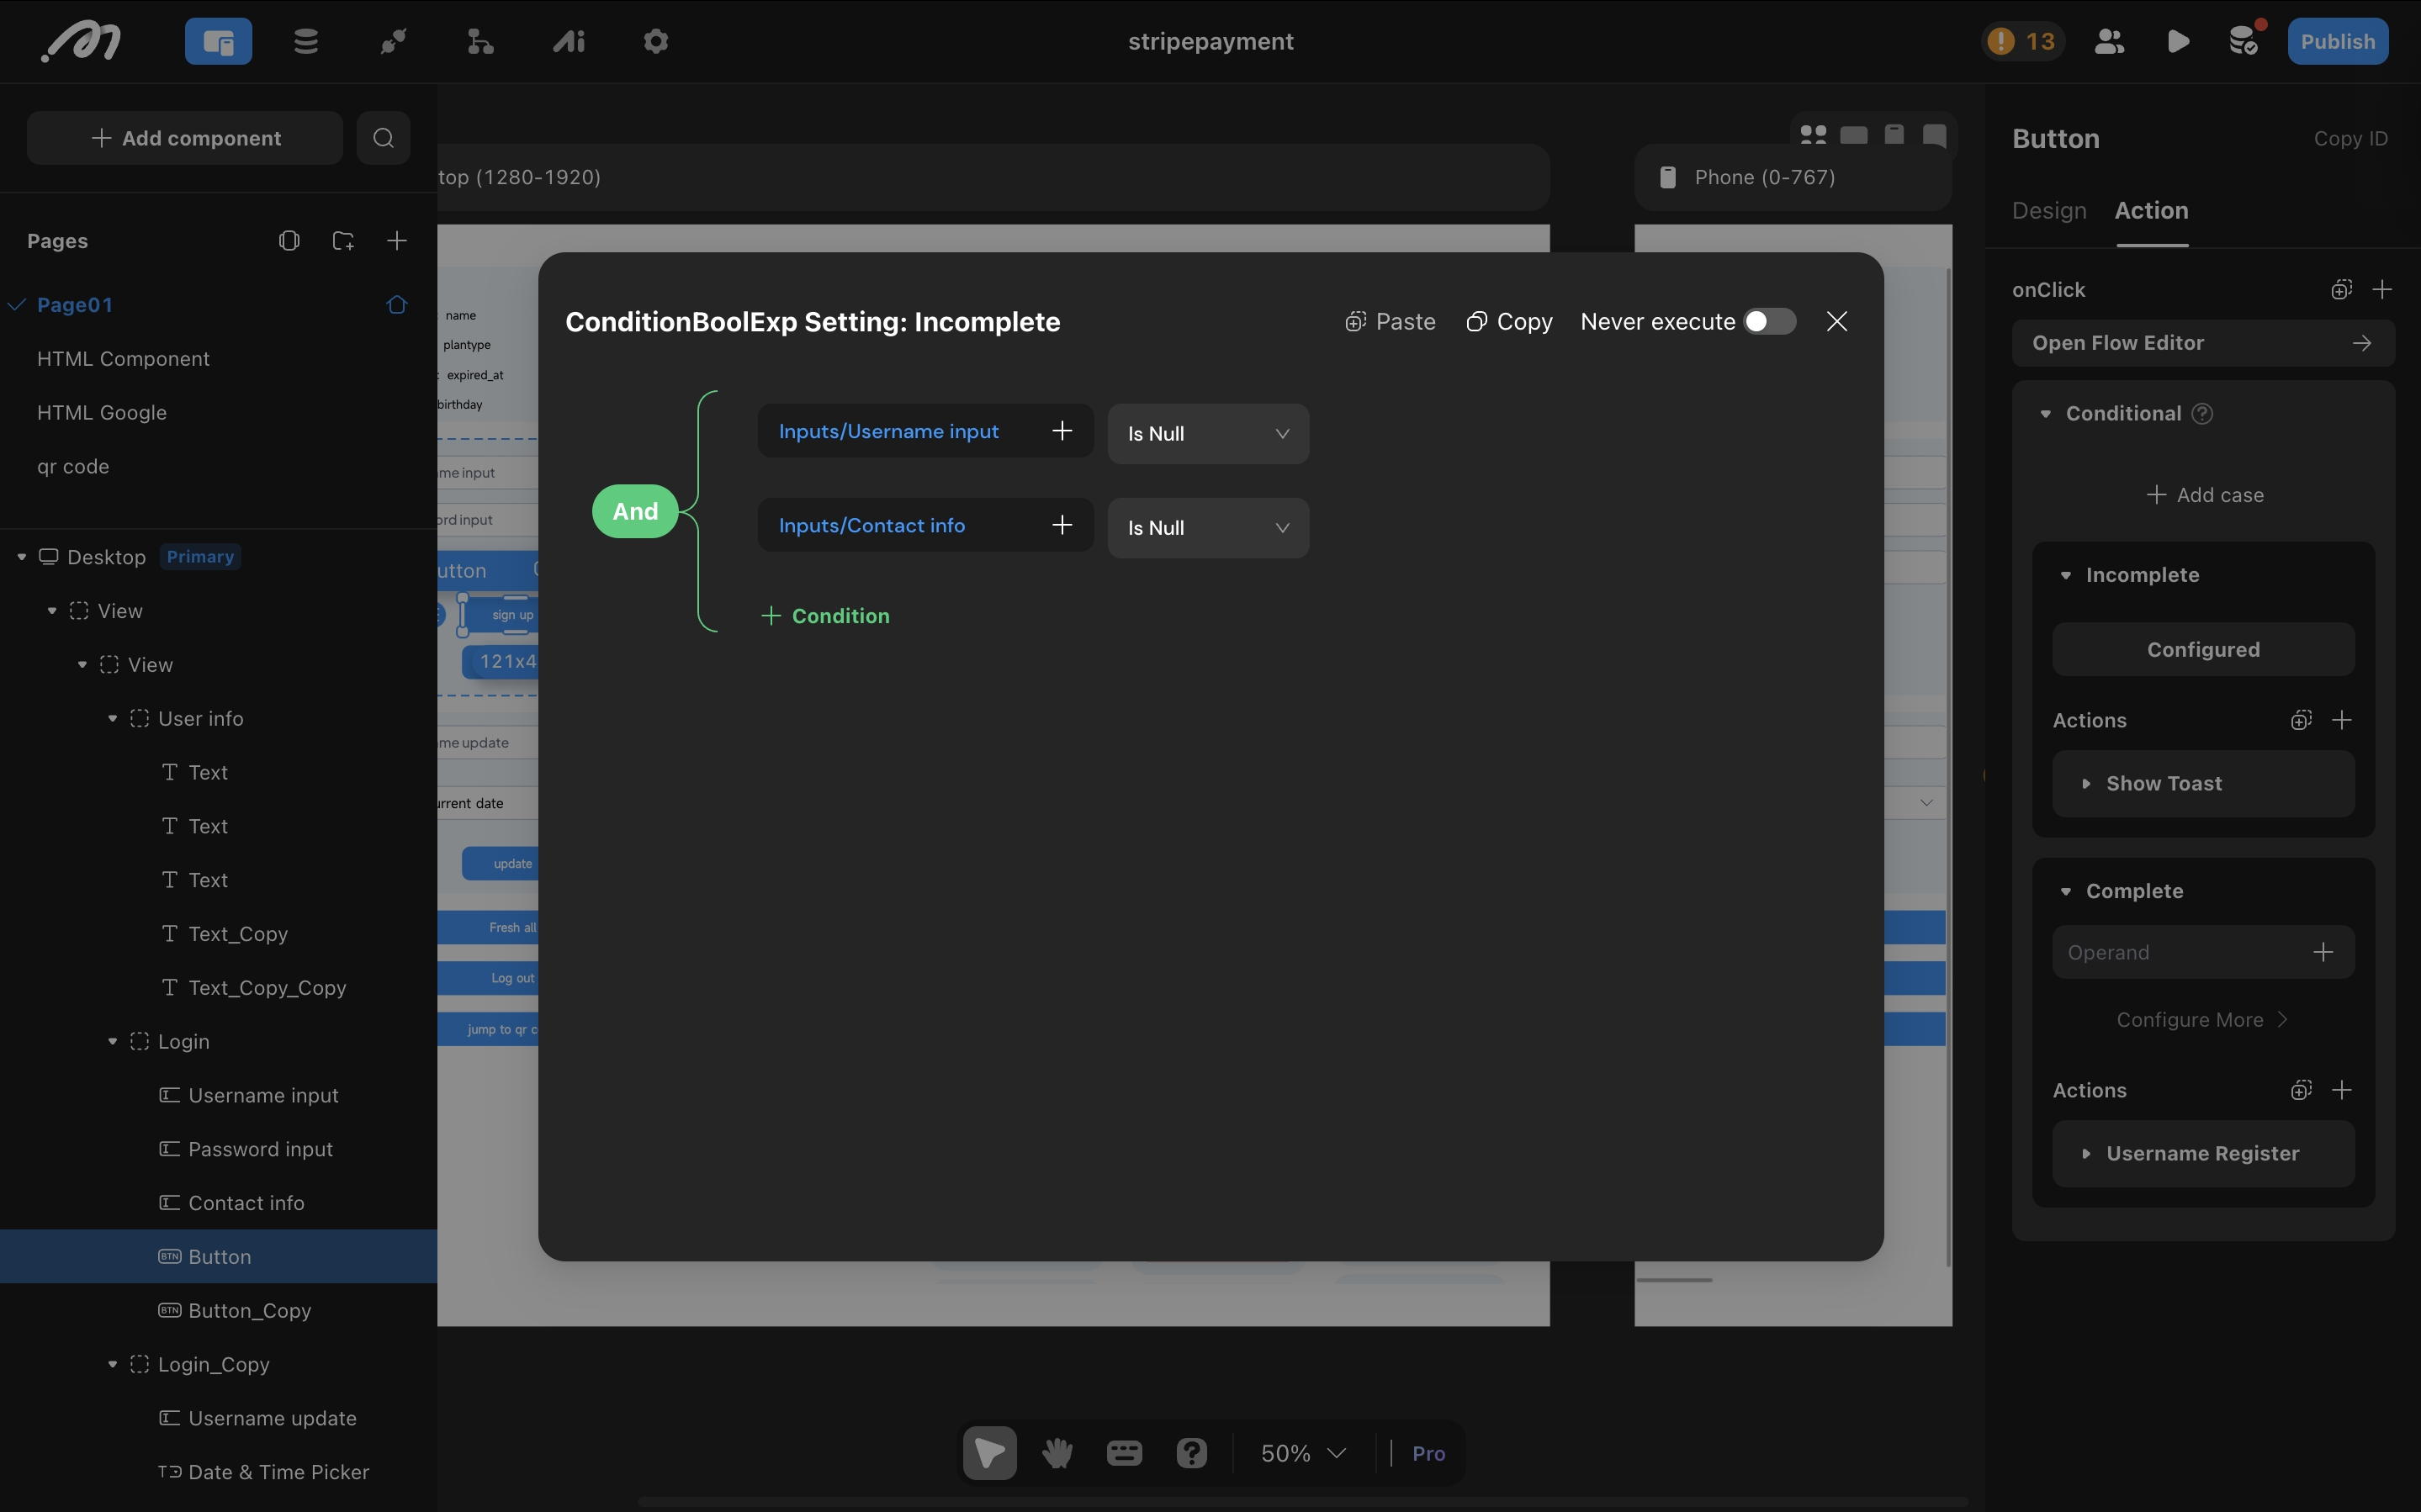 stripepayment
13
Publish
Add component
Pages
Page01
HTML Component
HTML Google
qr code
Desktop Primary
View
View
User info
Text
Text
Text
Text_Copy
Text_Copy_Copy
Login
Username input
Password input
Contact info
BTN Button
BTN Button_Copy
Login_Copy
Username update
Date & Time Picker
top (1280-1920)
Phone (0-767)
name
plantype
expired_at
birthday
me input
ord input
utton
sign up
121x4
me update
urrent date
update
Fresh all
Log out
jump to qr c
ConditionBoolExp Setting: Incomplete
Paste
Copy
Never execute
And
Inputs/Username input
Is Null
Inputs/Contact info
Is Null
Condition
50%
Pro
Button
Copy ID
Design
Action
onClick
Open Flow Editor
Conditional
Add case
Incomplete
Configured
Actions
Show Toast
Complete
Operand
Configure More
Actions
Username Register